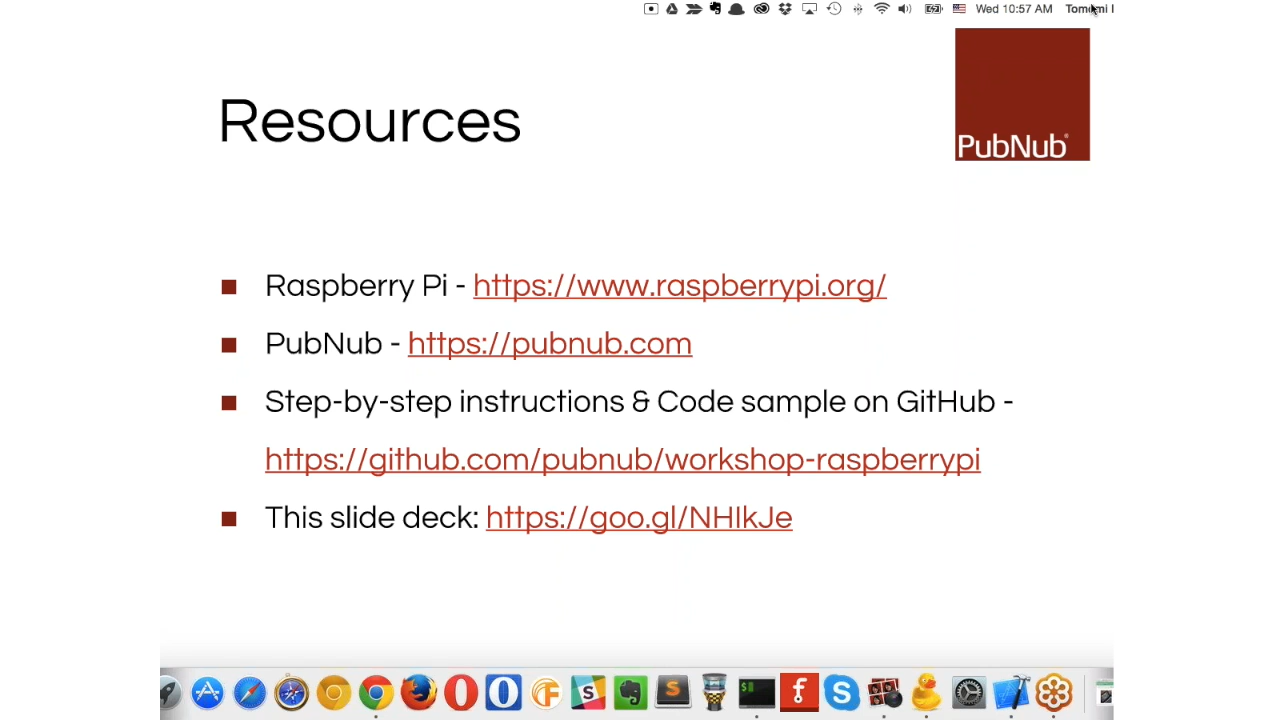 Wed 10:57 AM Tomomi I
Resources
PubNub®
Raspberry Pi - https://www.raspberrypi.org/
PubNub - https://pubnub.com
Step-by-step instructions & Code sample on GitHub -
https://github.com/pubnub/workshop-raspberrypi
This slide deck: https://goo.gl/NHIkJe